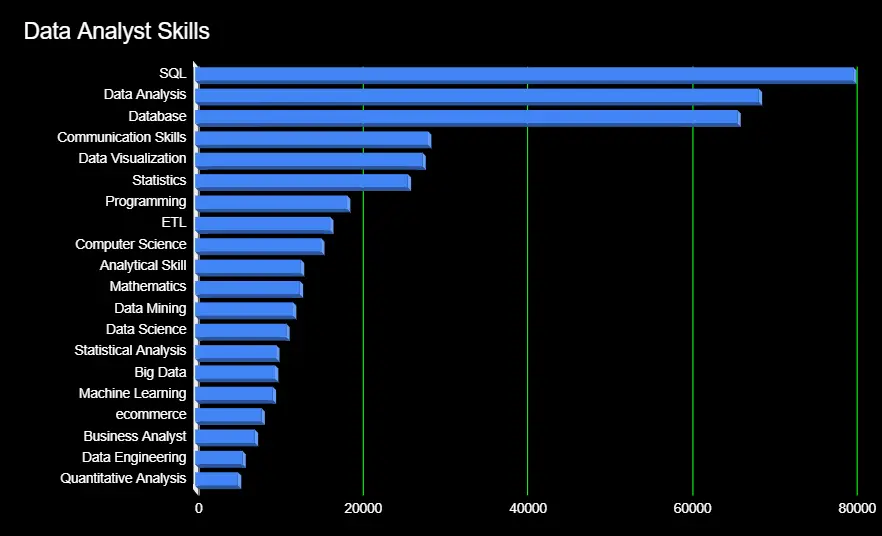 Data Analyst Skills
SQL
Data Analysis
Database
Communication Skills
Data Visualization
Statistics
Programming
ETL
Computer Science
Analytical Skill
Mathematics
Data Mining
Data Science
Statistical Analysis
Big Data
Machine Learning
ecommerce
Business Analyst
Data Engineering
Quantitative Analysis
0 20000 40000 60000 80000